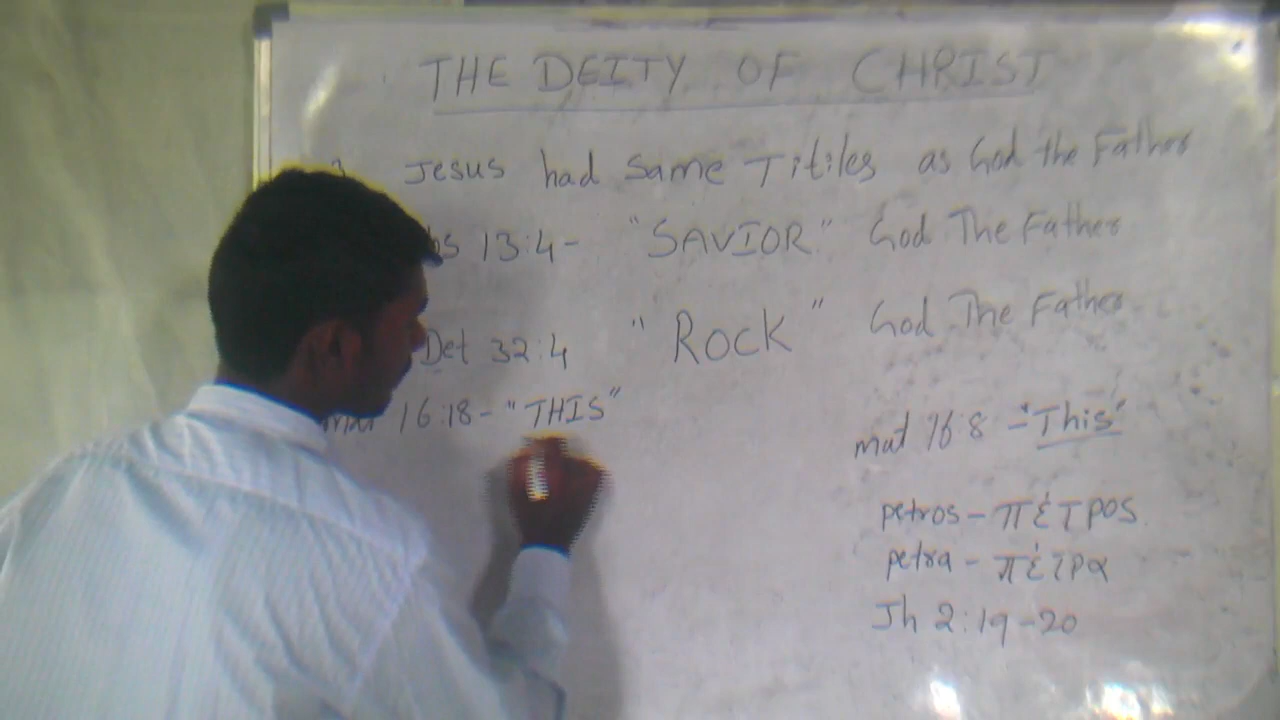 THE DEITY OF CHRIST
3 Jesus had Same Titiles as God the Father
13:4- "SAVIOR" God The Father
Det 32:4 "ROCK" God The Father
mat 16:18- "THIS"
mat 16:8 - "This"
petros - πέτρος
petra - πέτρα
Jh 2:19-20